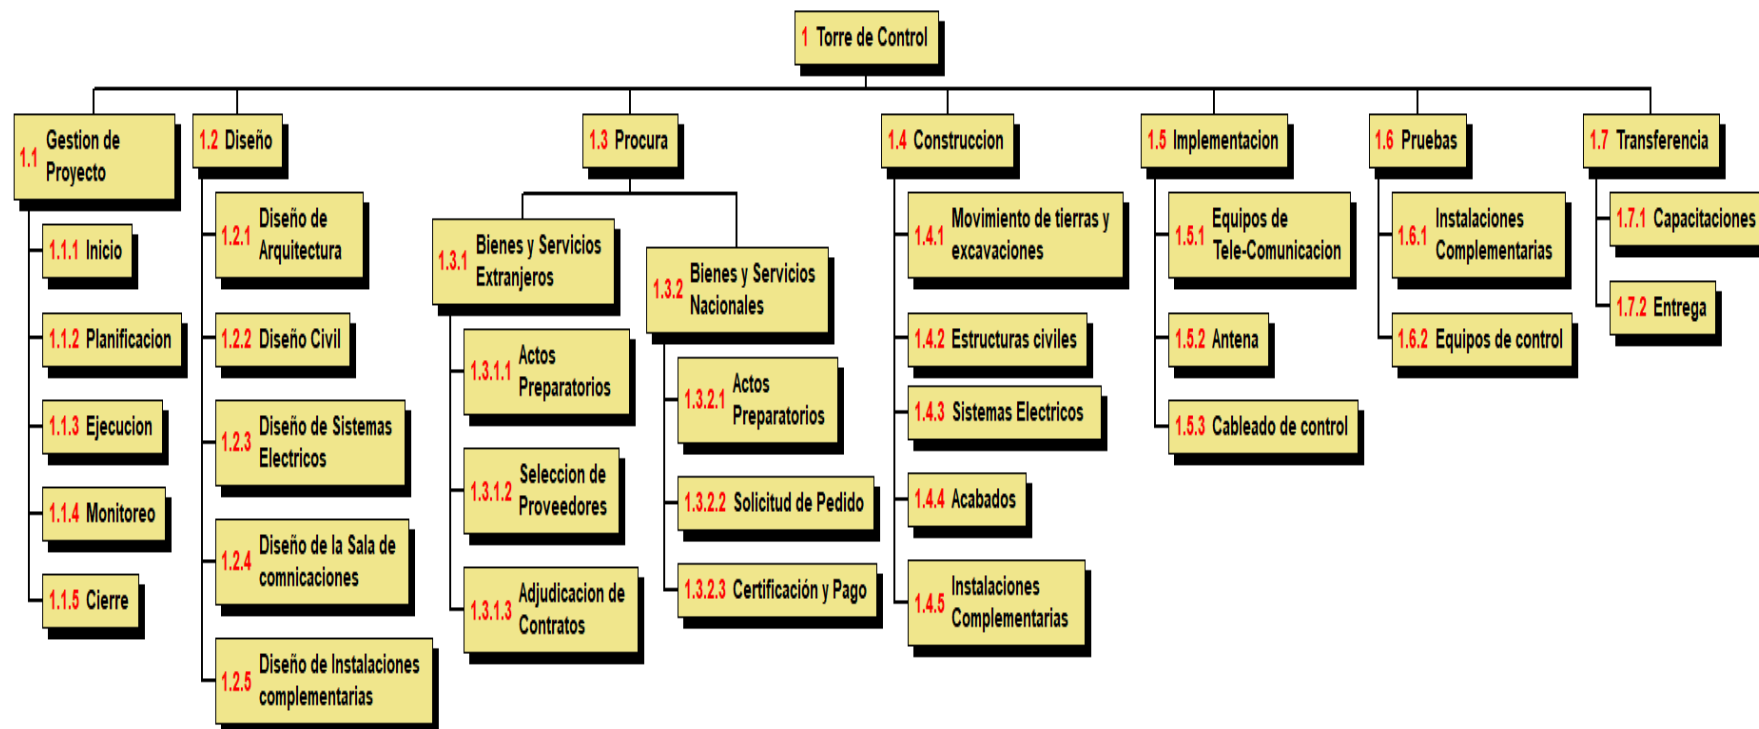 1 Torre de Control
1.1 Gestion de
Proyecto
1.1.1 Inicio
1.1.2 Planificacion
1.1.3 Ejecucion
1.1.4 Monitoreo
1.1.5 Cierre
1.2 Diseño
1.2.1 Diseño de
Arquitectura
1.2.2 Diseño Civil
1.2.3 Diseño de Sistemas
Electricos
1.2.4 Diseño de la Sala de
comnicaciones
1.2.5 Diseño de Instalaciones
complementarias
1.3 Procura
1.3.1 Bienes y Servicios
Extranjeros
1.3.1.1 Actos
Preparatorios
1.3.1.2 Seleccion de
Proveedores
1.3.1.3 Adjudicacion de
Contratos
1.3.2 Bienes y Servicios
Nacionales
1.3.2.1 Actos
Preparatorios
1.3.2.2 Solicitud de Pedido
1.3.2.3 Certificación y Pago
1.4 Construccion
1.4.1 Movimiento de tierras y
excavaciones
1.4.2 Estructuras civiles
1.4.3 Sistemas Electricos
1.4.4 Acabados
1.4.5 Instalaciones
Complementarias
1.5 Implementacion
1.5.1 Equipos de
Tele-Comunicacion
1.5.2 Antena
1.5.3 Cableado de control
1.6 Pruebas
1.6.1 Instalaciones
Complementarias
1.6.2 Equipos de control
1.7 Transferencia
1.7.1 Capacitaciones
1.7.2 Entrega